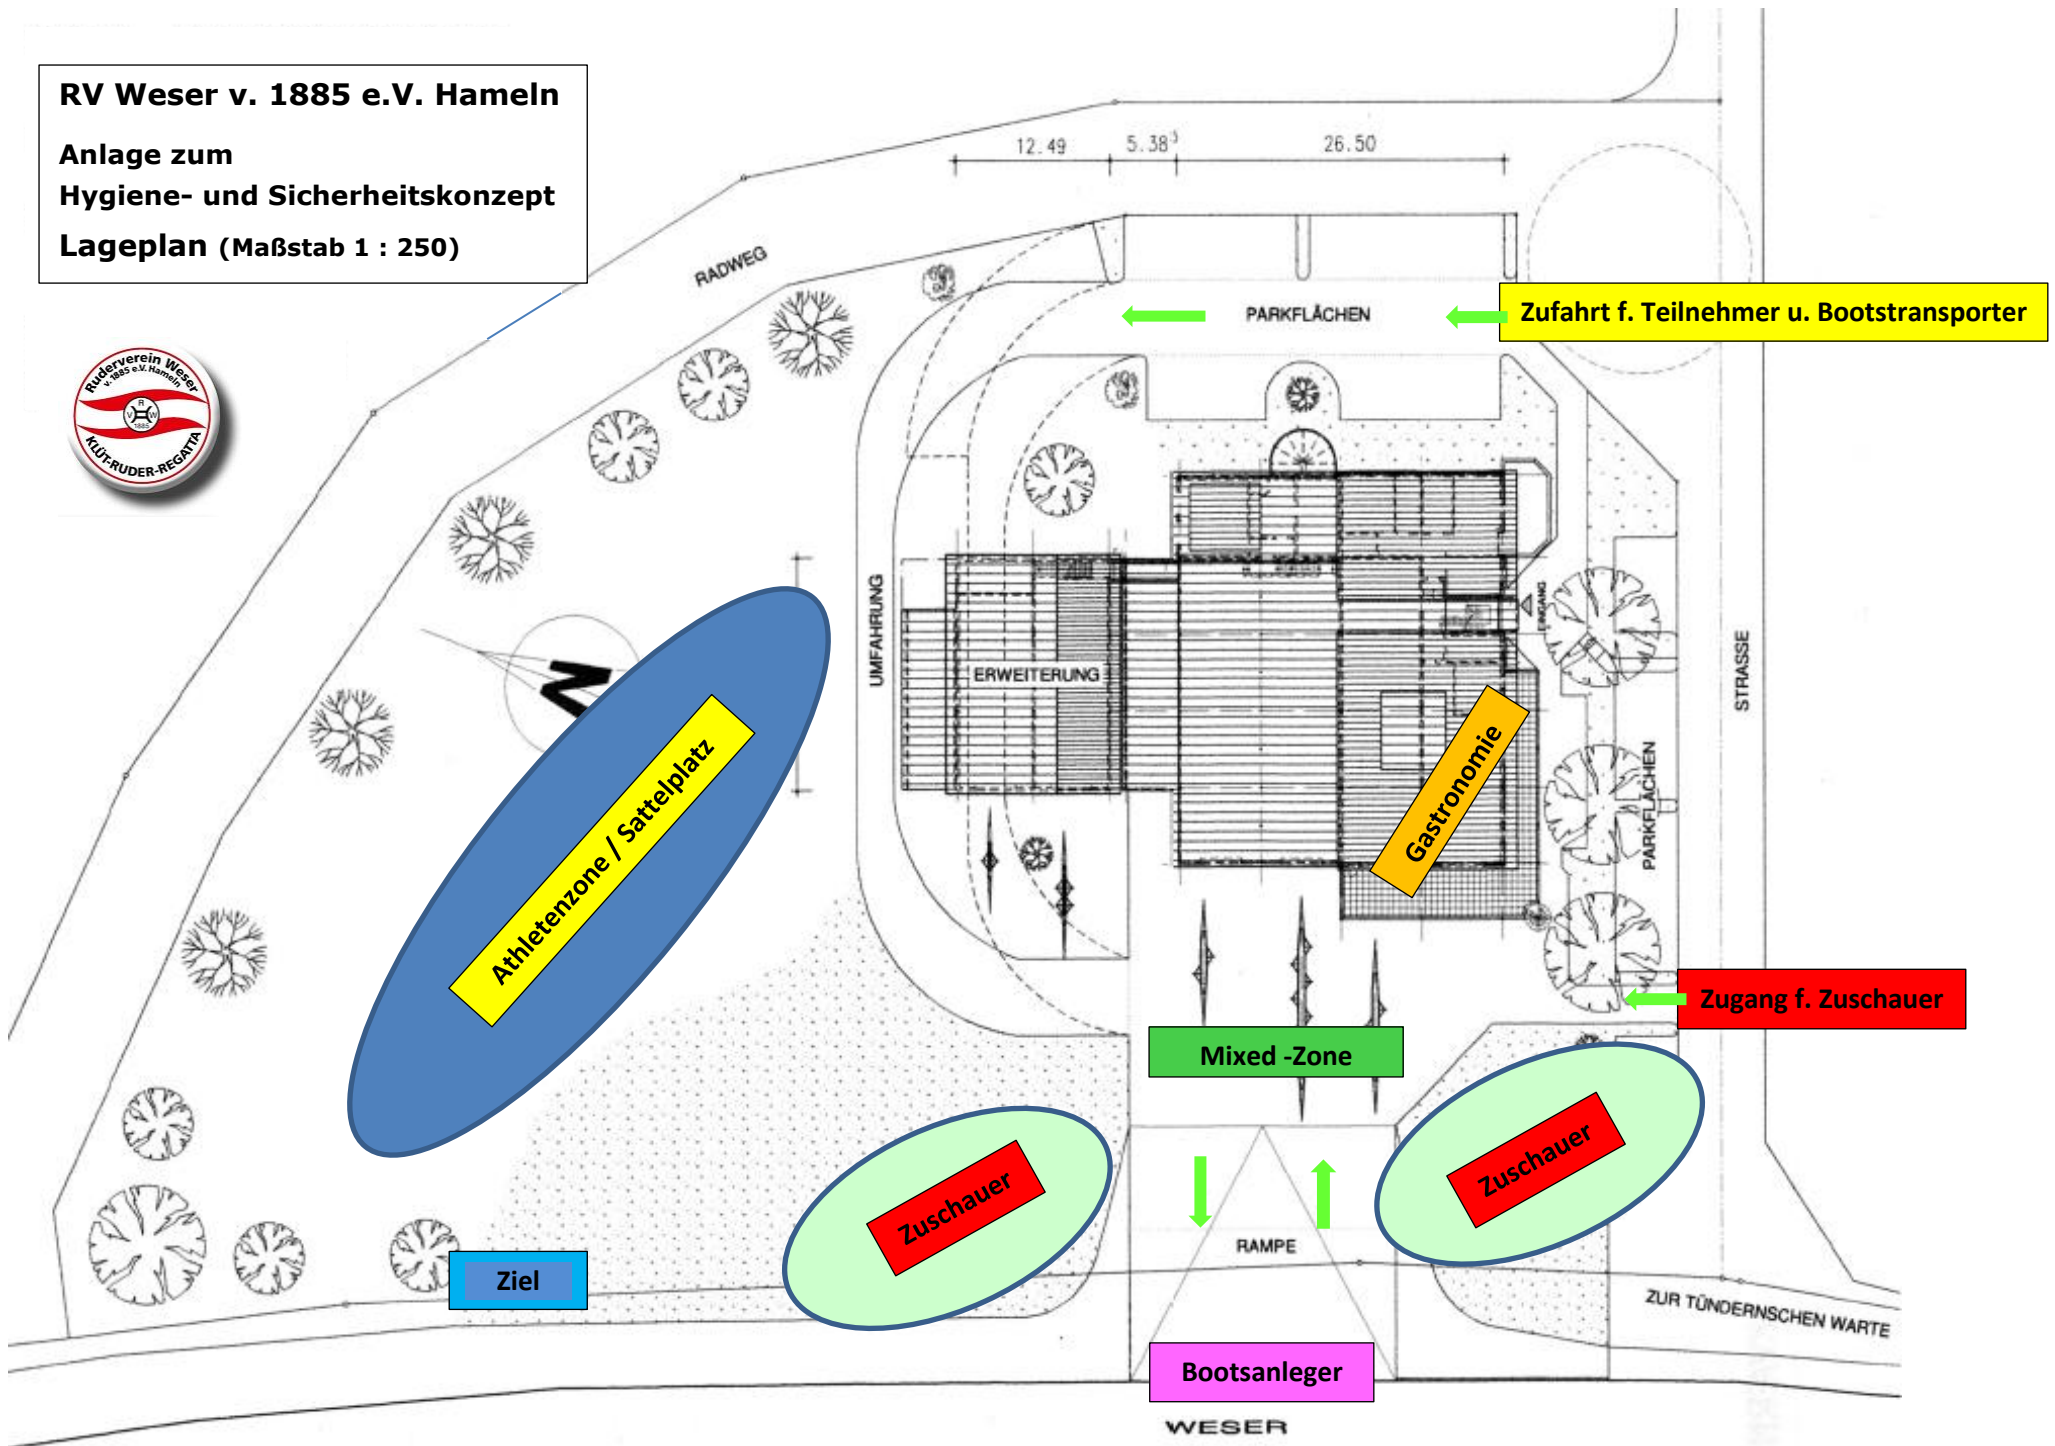 RV Weser v. 1885 e.V. Hameln
Anlage zum
Hygiene- und Sicherheitskonzept
Lageplan (Maßstab 1 : 250)
12.49
5.38
26.50
RADWEG
PARKFLÄCHEN
Zufahrt f. Teilnehmer u. Bootstransporter
Ruderverein Weser
v. 1885 e.V. Hameln
R
V
W
1885
KLÜT-RUDER-REGATTA
UMFAHRUNG
EINGANG
ERWEITERUNG
STRASSE
N
Athletenzone / Sattelplatz
Gastronomie
PARKFLÄCHEN
Zugang f. Zuschauer
Mixed -Zone
Zuschauer
Zuschauer
RAMPE
Ziel
ZUR TÜNDERNSCHEN WARTE
Bootsanleger
WESER